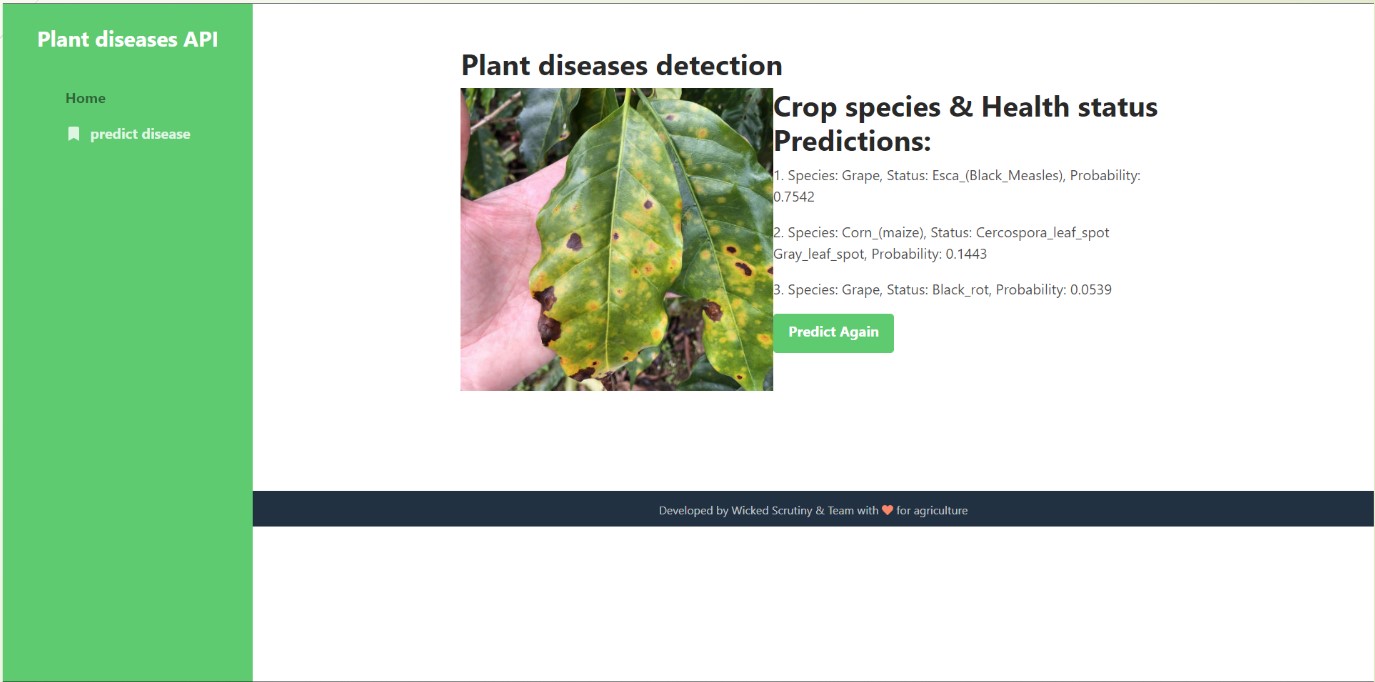 Plant diseases API
Home
predict disease
Plant diseases detection
Crop species & Health status
Predictions:
1. Species: Grape, Status: Esca_(Black_Measles), Probability:
0.7542
2. Species: Corn_(maize), Status: Cercospora_leaf_spot
Gray_leaf_spot, Probability: 0.1443
3. Species: Grape, Status: Black_rot, Probability: 0.0539
Predict Again
Developed by Wicked Scrutiny & Team with ❤ for agriculture